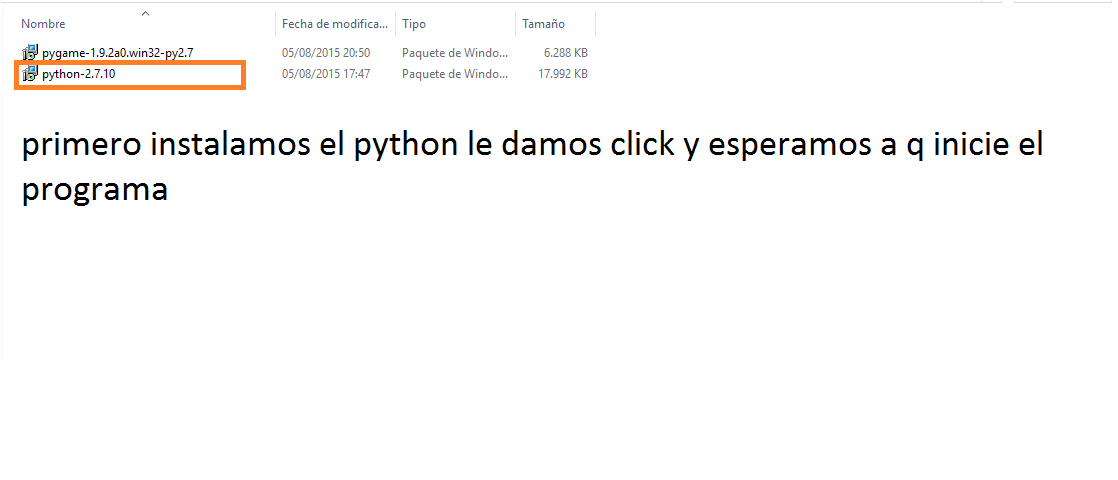 Nombre Fecha de modifica... Tipo Tamaño
pygame-1.9.2a0.win32-py2.7 05/08/2015 20:50 Paquete de Windo... 6.288 KB
python-2.7.10 05/08/2015 17:47 Paquete de Windo... 17.992 KB
primero instalamos el python le damos click y esperamos a q inicie el
programa